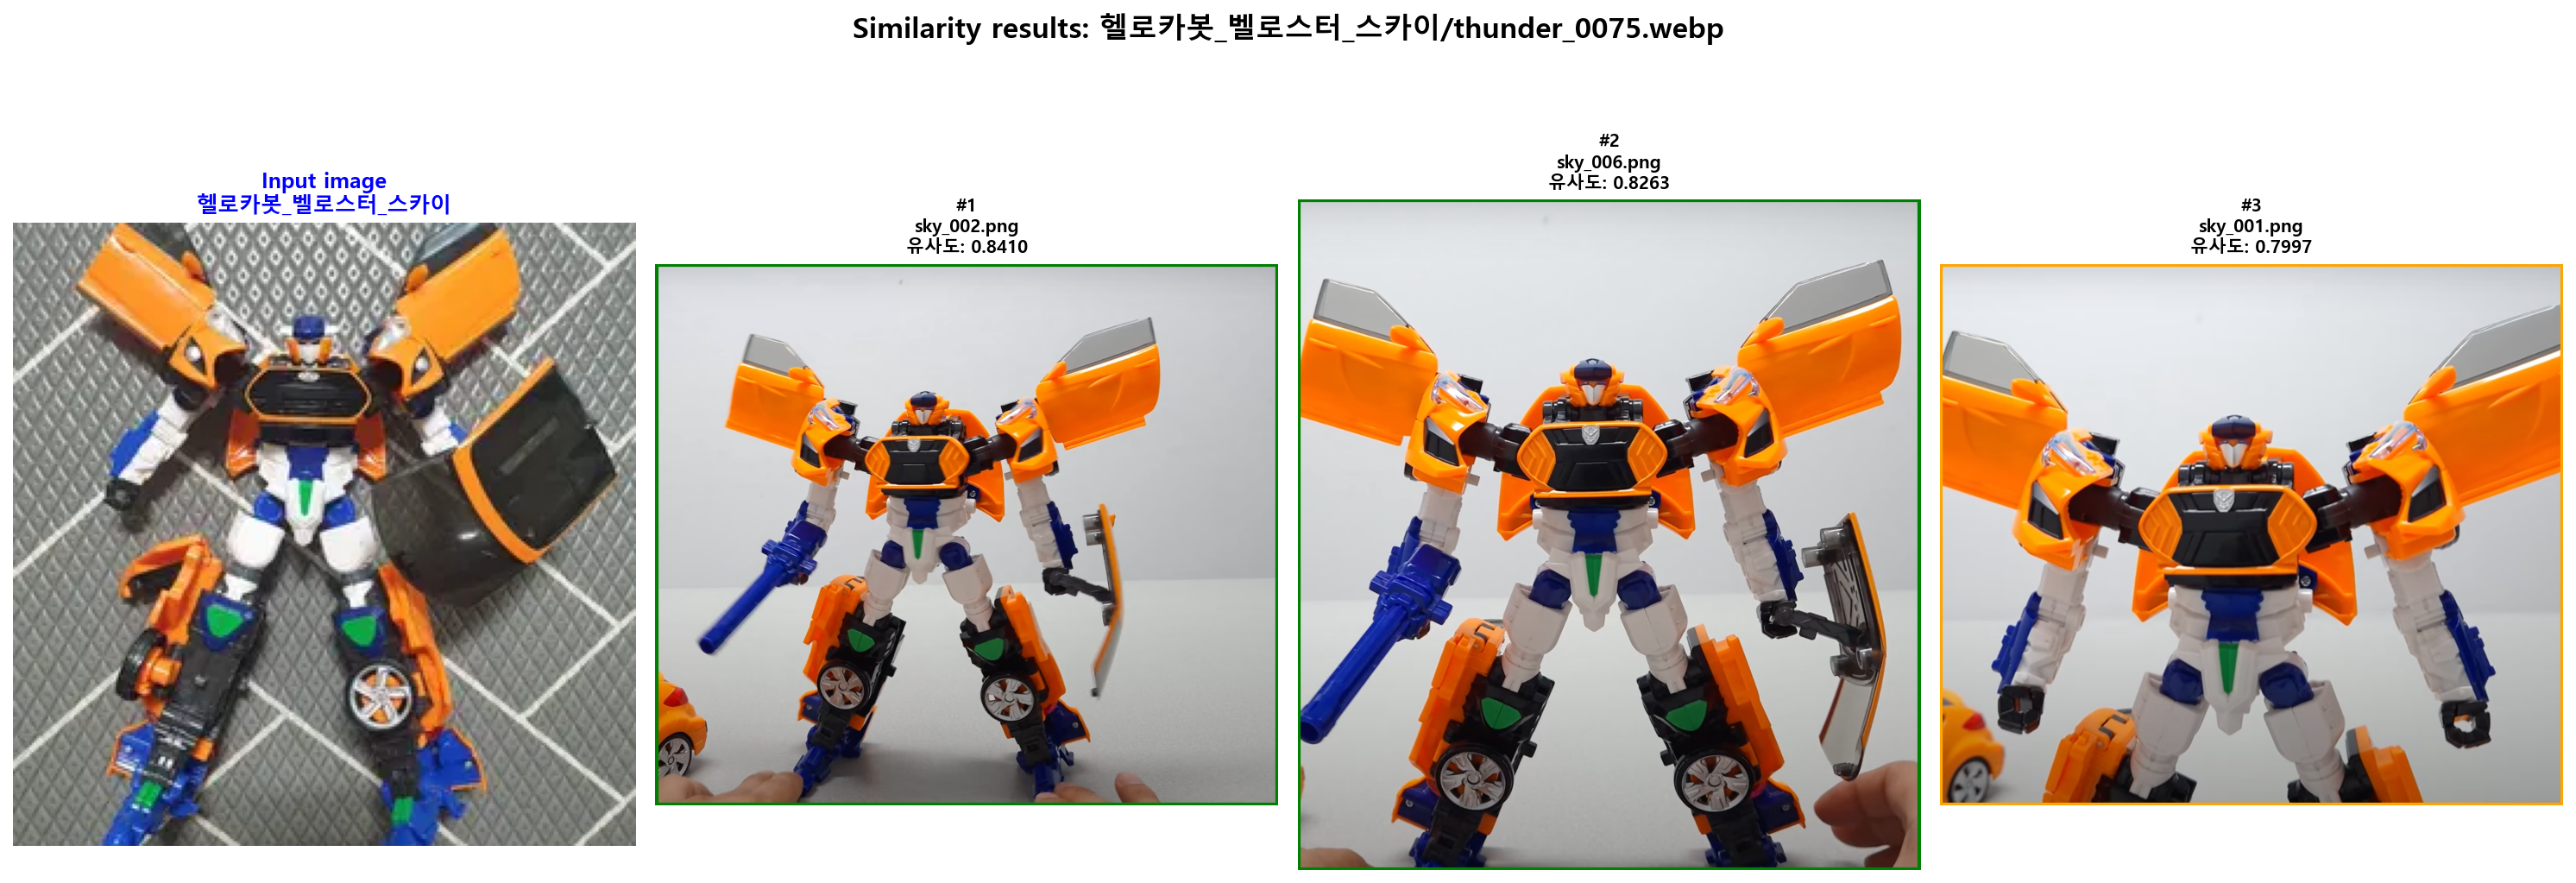 Similarity results: 헬로카봇_벨로스터_스카이/thunder_0075.webp
Input image
헬로카봇_벨로스터_스카이
#1
sky_002.png
유사도: 0.8410
#2
sky_006.png
유사도: 0.8263
#3
sky_001.png
유사도: 0.7997